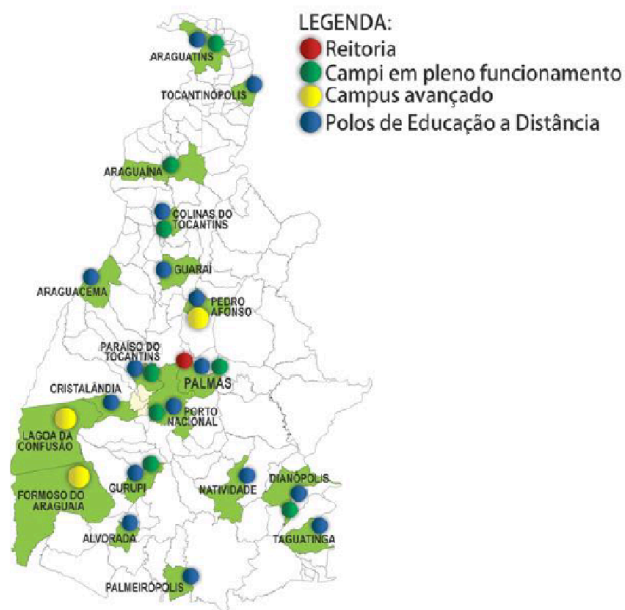 LEGENDA:
Reitoria
Campi em pleno funcionamento
Campus avançado
Polos de Educação a Distância
ARAGUATINS
TOCANTINÓPOLIS
ARAGUAÍNA
COLINAS DO
TOCANTINS
GUARAÍ
ARAGUACEMA
PEDRO
AFONSO
PARAÍSO DO
TOCANTINS
PALMAS
CRISTALÂNDIA
PORTO
NACIONAL
LAGOA DA
CONFUSÃO
FORMOSO DO
ARAGUAIA
GURUPI
NATIVIDADE
DIANÓPOLIS
ALVORADA
TAGUATINGA
PALMEIRÓPOLIS